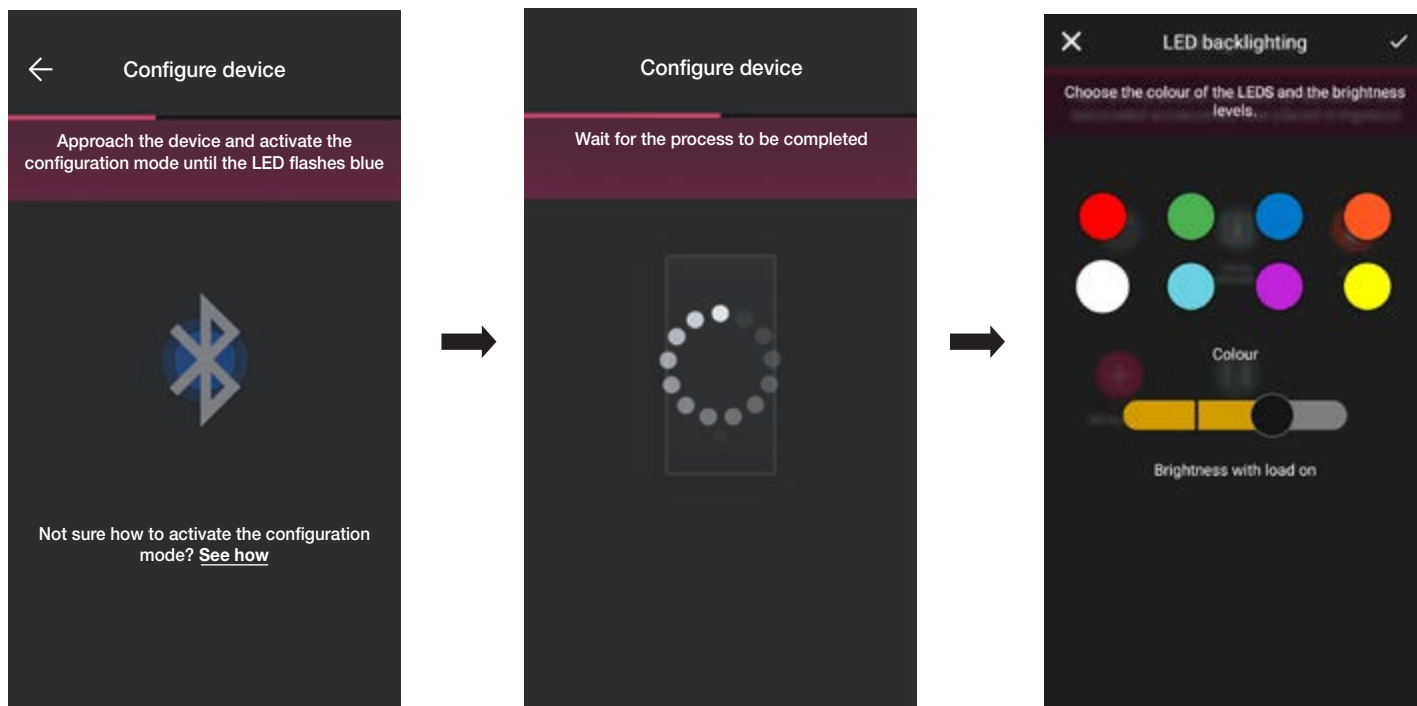 Configure device
Approach the device and activate the
configuration mode until the LED flashes blue
Not sure how to activate the configuration
mode? See how
Configure device
Wait for the process to be completed
LED backlighting
Choose the colour of the LEDS and the brightness
levels.
Colour
Brightness with load on